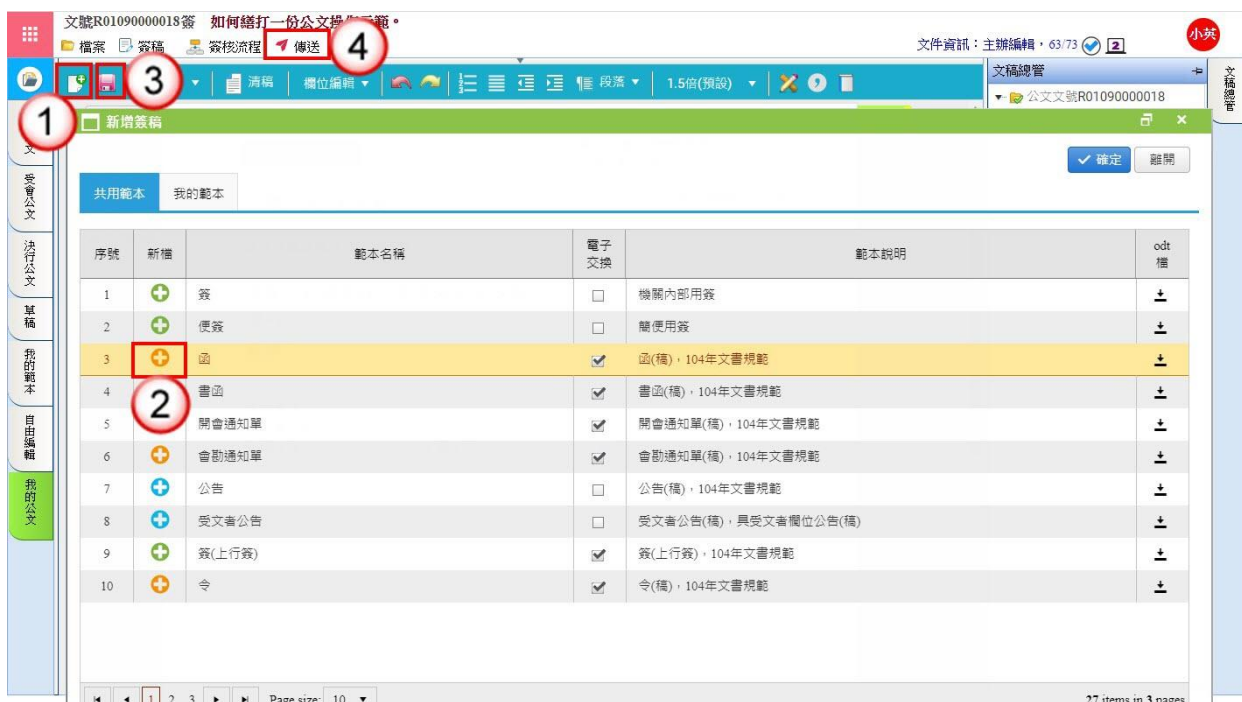 文號R01090000018簽 如何繕打一份公文操 範。
檔案 簽稿 簽核流程 傳送 4
文件資訊：主辦編輯，63/73 2
小英
3 清稿 欄位編輯 段落 1.5倍(預設)
文稿總管
公文文號R01090000018
文稿總管
1
新增簽稿
文
受會公文
決行公文
草稿
我的範本
自由編輯
我的公文
確定 離開
共用範本 我的範本
序號 新檔 範本名稱 電子交換 範本說明 odt檔
1 簽 機關內部用簽
2 便簽 簡便用簽
3 函 函(稿)，104年文書規範
4 書函 書函(稿)，104年文書規範
2
5 開會通知單 開會通知單(稿)，104年文書規範
6 會勘通知單 會勘通知單(稿)，104年文書規範
7 公告 公告(稿)，104年文書規範
8 受文者公告 受文者公告(稿)，具受文者欄位公告(稿)
9 簽(上行簽) 簽(上行簽)，104年文書規範
10 令 令(稿)，104年文書規範
1 2 3 Page size: 10 27 items in 3 pages